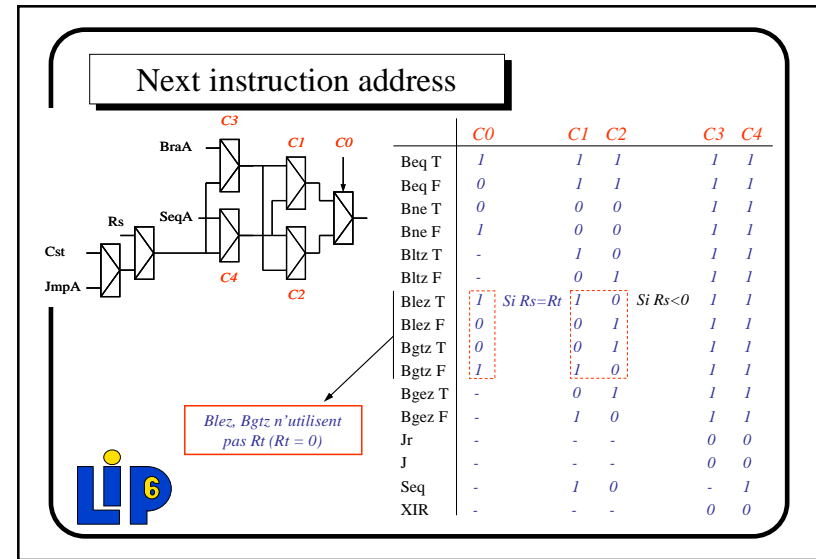 Next instruction address
C3
BraA
C1
C0
Rs
SeqA
Cst
JmpA
C4
C2
C0 C1 C2 C3 C4
Beq T 1 1 1 1 1
Beq F 0 1 1 1 1
Bne T 0 0 0 1 1
Bne F 1 0 0 1 1
Bltz T - 1 0 1 1
Bltz F - 0 1 1 1
Blez T 1 Si Rs=Rt 1 0 Si Rs<0 1 1
Blez F 0 0 1 1 1
Bgtz T 0 0 1 1 1
Bgtz F 1 1 0 1 1
Bgez T - 0 1 1 1
Bgez F - 1 0 1 1
Jr - - - 0 0
J - - - 0 0
Seq - 1 0 - 1
XIR - - - 0 0
Blez, Bgtz n'utilisent
pas Rt (Rt = 0)
LiP6